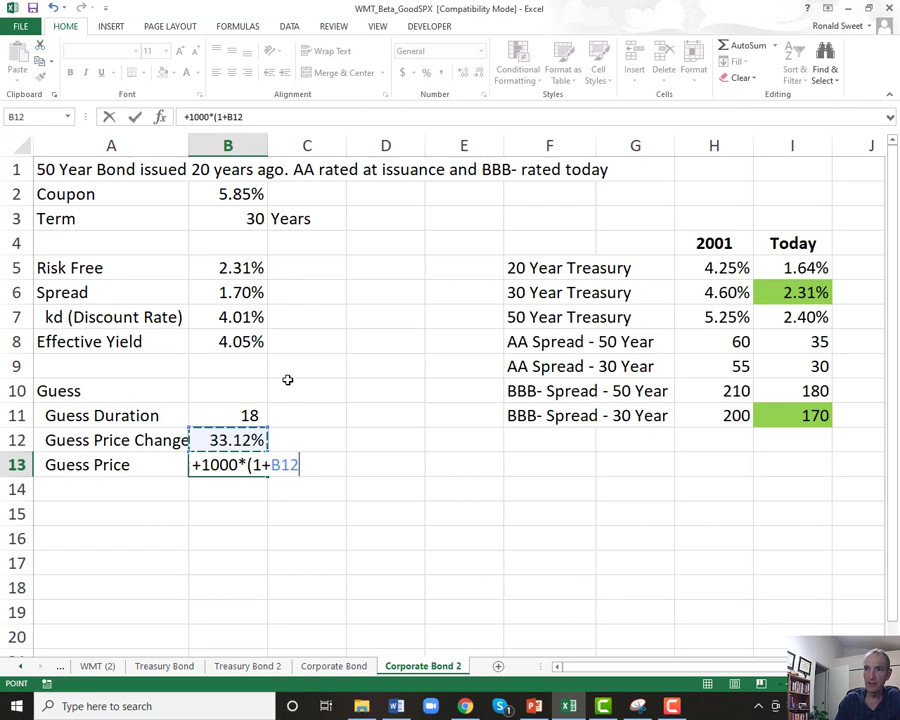 WMT_Beta_GoodSPX [Compatibility Mode] - Excel
FILE HOME INSERT PAGE LAYOUT FORMULAS DATA REVIEW VIEW DEVELOPER Ronald Sweet
Paste 11 A A Wrap Text General Conditional Formatting Format as Table Cell Styles Insert Delete Format AutoSum Fill Clear Sort & Filter Find & Select
B I U A Merge & Center $ % ,
Clipboard Font Alignment Number Styles Cells Editing
B12 fx +1000*(1+B12
A B C D E F G H I J
1 50 Year Bond issued 20 years ago. AA rated at issuance and BBB- rated today
2 Coupon 5.85%
3 Term 30 Years
4 2001 Today
5 Risk Free 2.31% 20 Year Treasury 4.25% 1.64%
6 Spread 1.70% 30 Year Treasury 4.60% 2.31%
7 kd (Discount Rate) 4.01% 50 Year Treasury 5.25% 2.40%
8 Effective Yield 4.05% AA Spread - 50 Year 60 35
9 AA Spread - 30 Year 55 30
10 Guess BBB- Spread - 50 Year 210 180
11 Guess Duration 18 BBB- Spread - 30 Year 200 170
12 Guess Price Change 33.12%
13 Guess Price +1000*(1+B12
14
15
16
17
18
19
20
... WMT (2) Treasury Bond Treasury Bond 2 Corporate Bond Corporate Bond 2
POINT
Type here to search